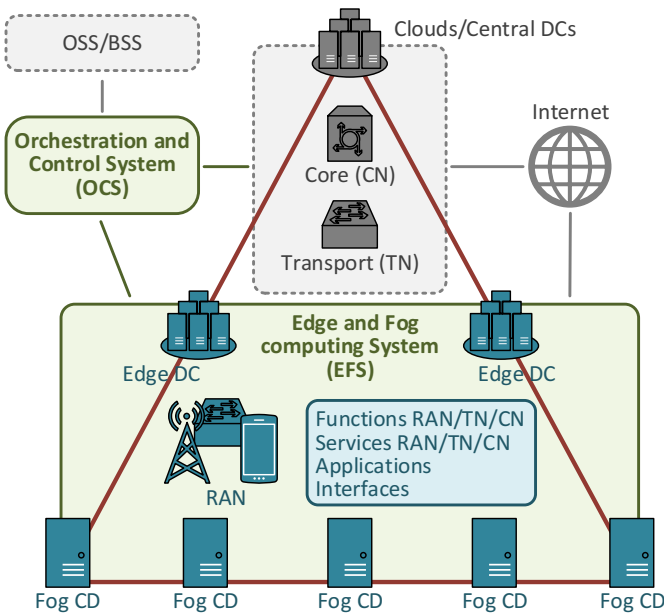 Clouds/Central DCs
OSS/BSS
Orchestration and
Control System
(OCS)
Internet
Core (CN)
Transport (TN)
Edge and Fog
computing System
(EFS)
Edge DC
Edge DC
Functions RAN/TN/CN
Services RAN/TN/CN
Applications
Interfaces
RAN
Fog CD
Fog CD
Fog CD
Fog CD
Fog CD